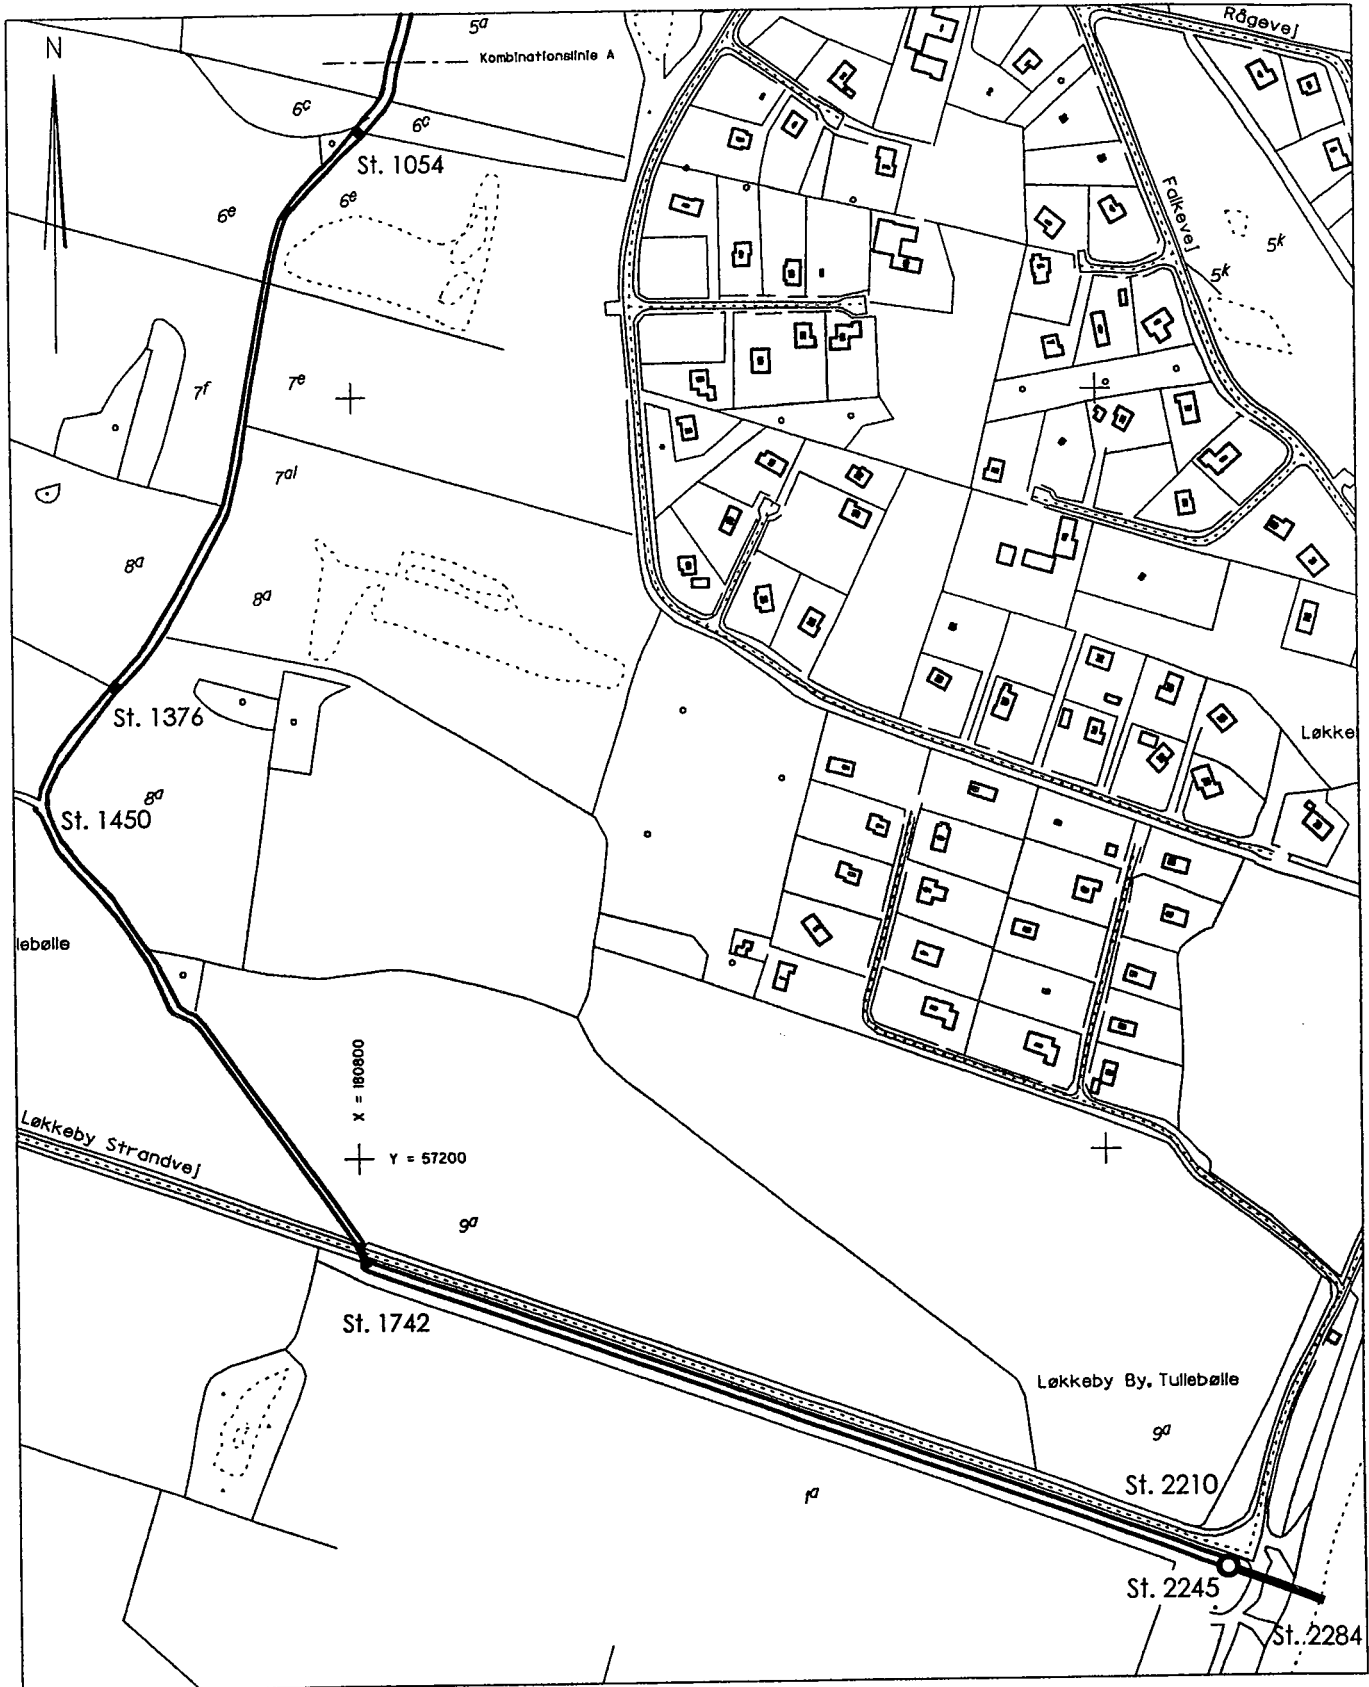 N
5a
Kombinationslinie A
Rågevej
6c
6c
St. 1054
6e
6e
Falkevej
5k
5k
7f
7e
7al
8a
8a
St. 1376
Løkke
8a
St. 1450
lebølle
X = 180800
Y = 57200
Løkkeby Strandvej
9a
St. 1742
Løkkeby By, Tullebølle
9a
St. 2210
1a
St. 2245
St. 2284